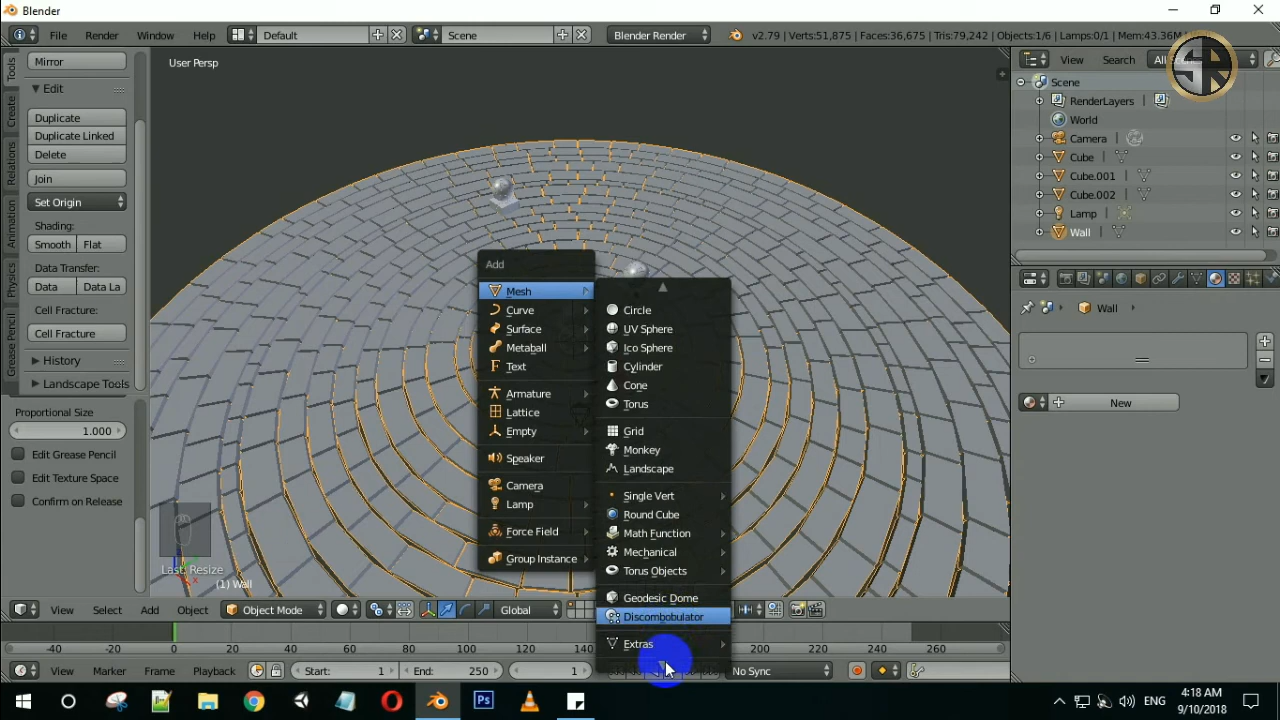 Blender
File Render Window Help Default Scene Blender Render v2.79 | Verts:51,875 | Faces:36,675 | Tris:79,242 | Objects:1/6 | Lamps:0/1 | Mem:43.36M
Tools
Create
Relations
Animation
Physics
Grease Pencil
Mirror
Edit
Duplicate
Duplicate Linked
Delete
Join
Set Origin
Shading:
Smooth Flat
Data Transfer:
Data Data La
Cell Fracture:
Cell Fracture
History
Landscape Tools
Proportional Size
1.000
Edit Grease Pencil
Edit Texture Space
Confirm on Release
User Persp
Last: Resize
(1) Wall
Add
Mesh
Curve
Surface
Metaball
Text
Armature
Lattice
Empty
Speaker
Camera
Lamp
Force Field
Group Instance
Circle
UV Sphere
Ico Sphere
Cylinder
Cone
Torus
Grid
Monkey
Landscape
Single Vert
Round Cube
Math Function
Mechanical
Torus Objects
Geodesic Dome
Discombobulator
Extras
View Search
Scene
RenderLayers
World
Camera
Cube
Cube.001
Cube.002
Lamp
Wall
Wall
New
View Select Add Object Object Mode Global
-40 -20 0 20 40 60 80 100 120 140 200 220 240 260
View Marker Frame Playback Start: 1 End: 250 1 No Sync
ENG
4:18 AM
9/10/2018